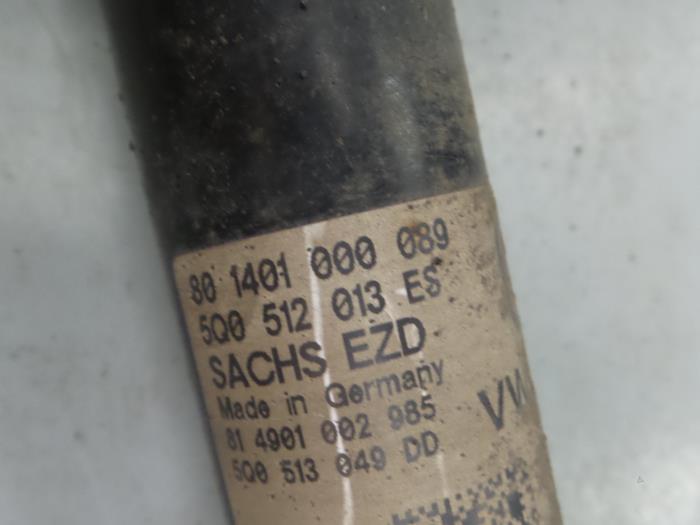 80 1401 000 089
5Q0 512 013 ES
SACHS EZD
Made in Germany
81 4901 002 985
5Q0 513 049 DD
VW